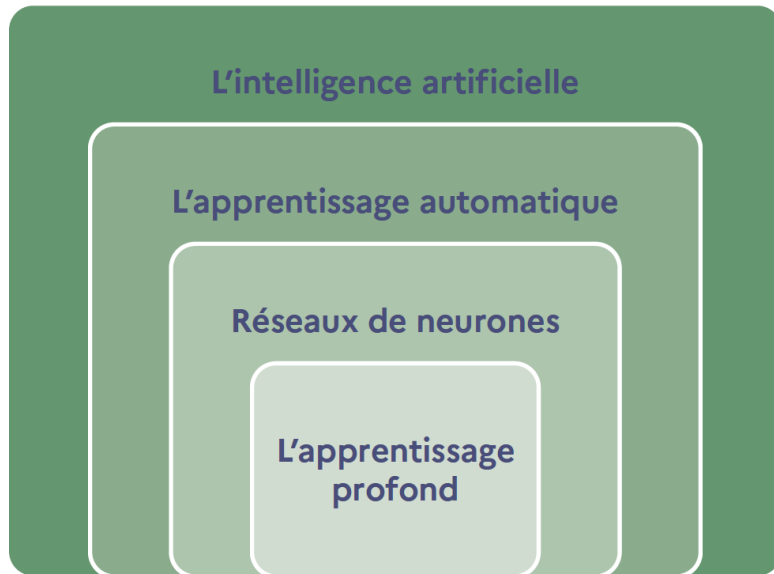 L’intelligence artificielle
L’apprentissage automatique
Réseaux de neurones
L’apprentissage
profond